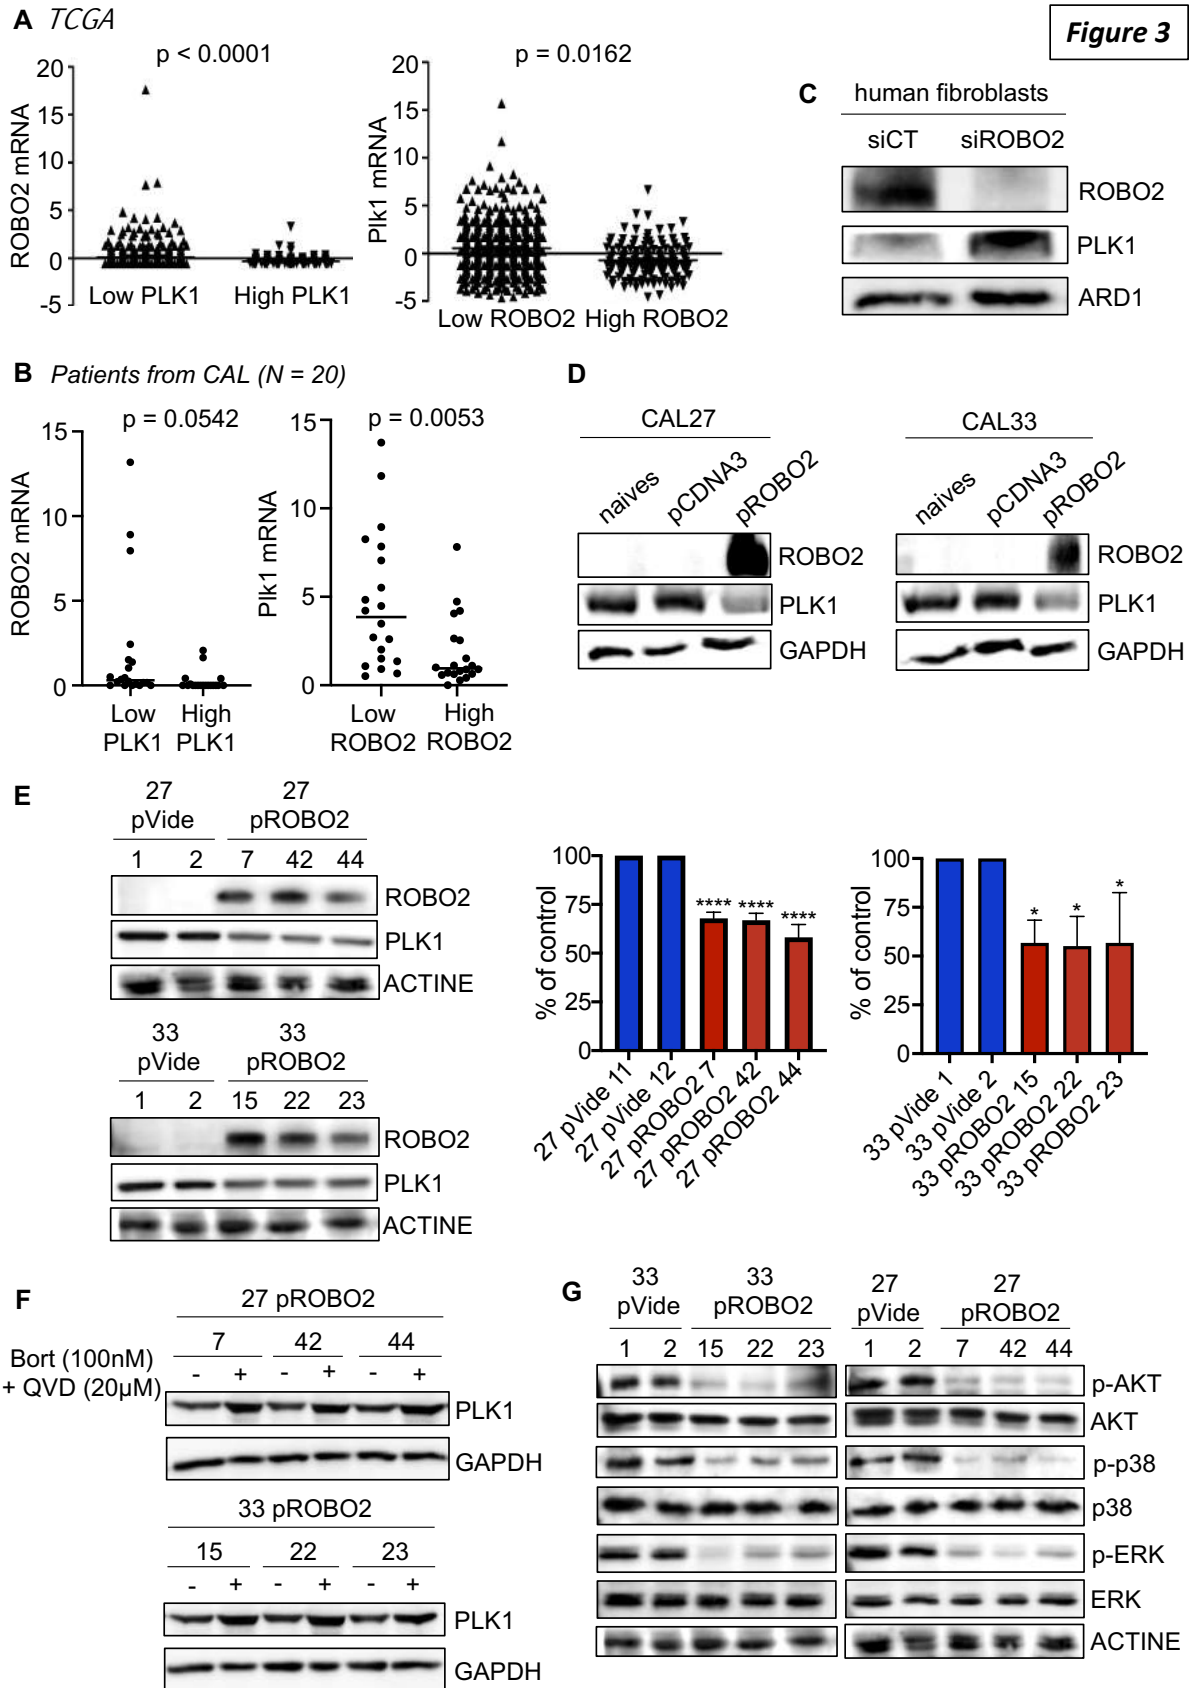 Figure 3
A TCGA
p < 0.0001
ROBO2 mRNA
20
15
10
5
0
-5
Low PLK1 High PLK1
p = 0.0162
Plk1 mRNA
20
15
10
5
0
-5
Low ROBO2 High ROBO2
C human fibroblasts
siCT siROBO2
ROBO2
PLK1
ARD1
B Patients from CAL (N = 20)
p = 0.0542
ROBO2 mRNA
15
10
5
0
Low PLK1
High PLK1
p = 0.0053
Plk1 mRNA
15
10
5
0
Low ROBO2
High ROBO2
D
CAL27
naives pCDNA3 pROBO2
ROBO2
PLK1
GAPDH
CAL33
naives pCDNA3 pROBO2
ROBO2
PLK1
GAPDH
E
27 pVide
27 pROBO2
1 2 7 42 44
ROBO2
PLK1
ACTINE
33 pVide
33 pROBO2
1 2 15 22 23
ROBO2
PLK1
ACTINE
% of control
100
75
50
25
0
**** **** ****
27 pVide 11
27 pVide 12
27 pROBO2 7
27 pROBO2 42
27 pROBO2 44
% of control
100
75
50
25
0
* * *
33 pVide 1
33 pVide 2
33 pROBO2 15
33 pROBO2 22
33 pROBO2 23
F
27 pROBO2
7 42 44
Bort (100nM)
+ QVD (20µM)
- + - + - +
PLK1
GAPDH
33 pROBO2
15 22 23
- + - + - +
PLK1
GAPDH
G
33 pVide
33 pROBO2
27 pVide
27 pROBO2
1 2 15 22 23 1 2 7 42 44
p-AKT
AKT
p-p38
p38
p-ERK
ERK
ACTINE